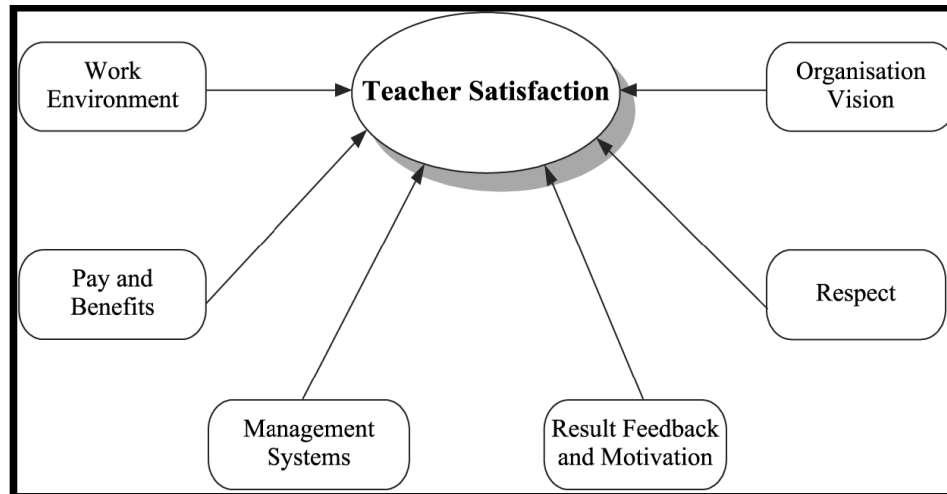 Work
Environment
Teacher Satisfaction
Organisation
Vision
Pay and
Benefits
Respect
Management
Systems
Result Feedback
and Motivation